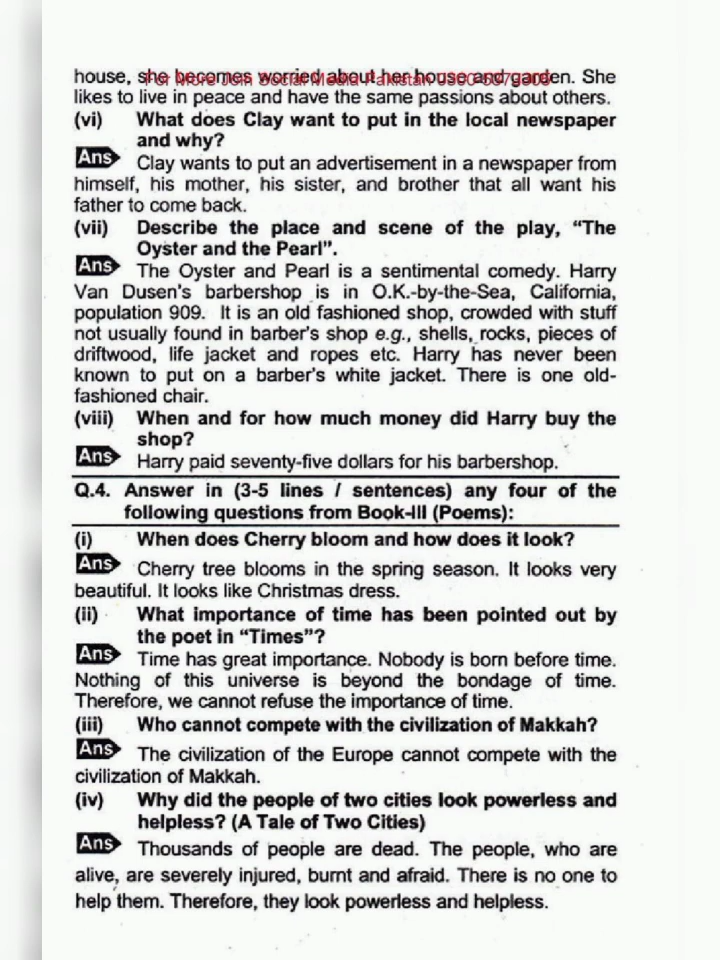 For More Join Social Media Pakistan
house, she becomes worried about her house and garden. She
likes to live in peace and have the same passions about others.
(vi) What does Clay want to put in the local newspaper
and why?
Ans Clay wants to put an advertisement in a newspaper from
himself, his mother, his sister, and brother that all want his
father to come back.
(vii) Describe the place and scene of the play, “The
Oyster and the Pearl”.
Ans The Oyster and Pearl is a sentimental comedy. Harry
Van Dusen’s barbershop is in O.K.-by-the-Sea, California,
population 909. It is an old fashioned shop, crowded with stuff
not usually found in barber’s shop e.g., shells, rocks, pieces of
driftwood, life jacket and ropes etc. Harry has never been
known to put on a barber’s white jacket. There is one old-
fashioned chair.
(viii) When and for how much money did Harry buy the
shop?
Ans Harry paid seventy-five dollars for his barbershop.
Q.4. Answer in (3-5 lines / sentences) any four of the
following questions from Book-III (Poems):
(i) When does Cherry bloom and how does it look?
Ans Cherry tree blooms in the spring season. It looks very
beautiful. It looks like Christmas dress.
(ii) What importance of time has been pointed out by
the poet in “Times”?
Ans Time has great importance. Nobody is born before time.
Nothing of this universe is beyond the bondage of time.
Therefore, we cannot refuse the importance of time.
(iii) Who cannot compete with the civilization of Makkah?
Ans The civilization of the Europe cannot compete with the
civilization of Makkah.
(iv) Why did the people of two cities look powerless and
helpless? (A Tale of Two Cities)
Ans Thousands of people are dead. The people, who are
alive, are severely injured, burnt and afraid. There is no one to
help them. Therefore, they look powerless and helpless.